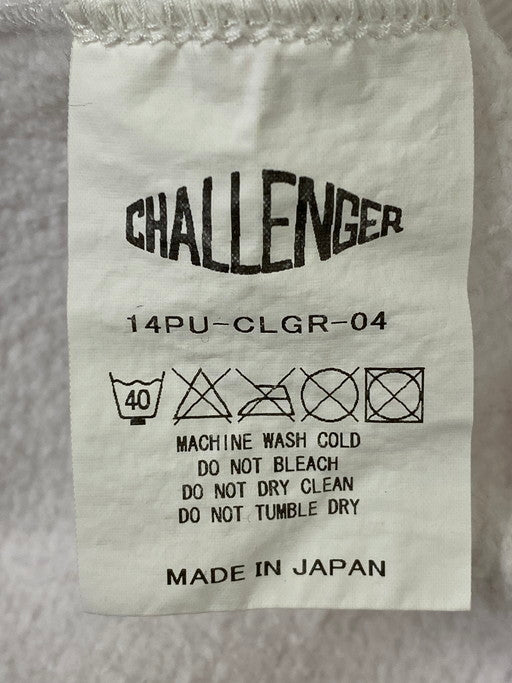 CHALLENGER
14PU-CLGR-04
40
MACHINE WASH COLD
DO NOT BLEACH
DO NOT DRY CLEAN
DO NOT TUMBLE DRY
MADE IN JAPAN